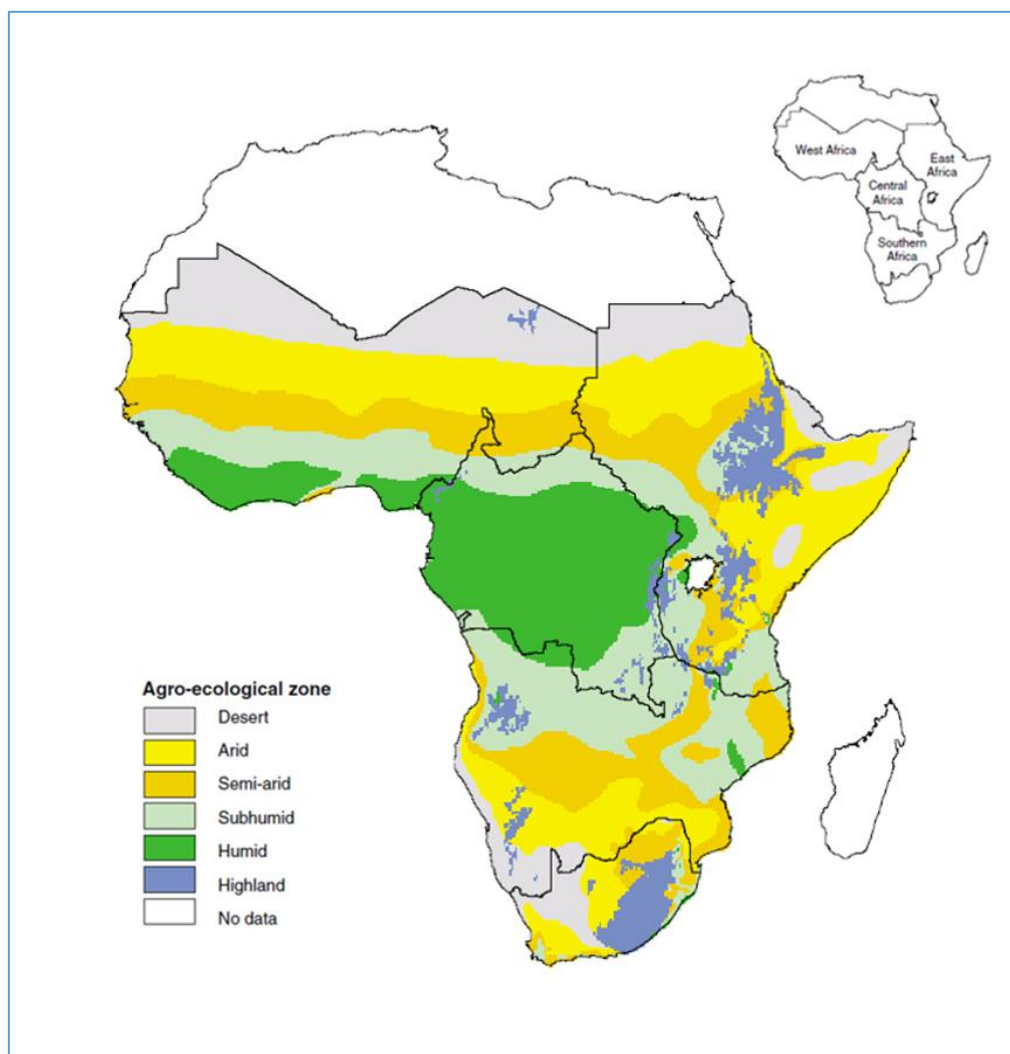 West Africa
East
Africa
Central
Africa
Southern
Africa
Agro-ecological zone
Desert
Arid
Semi-arid
Subhumid
Humid
Highland
No data